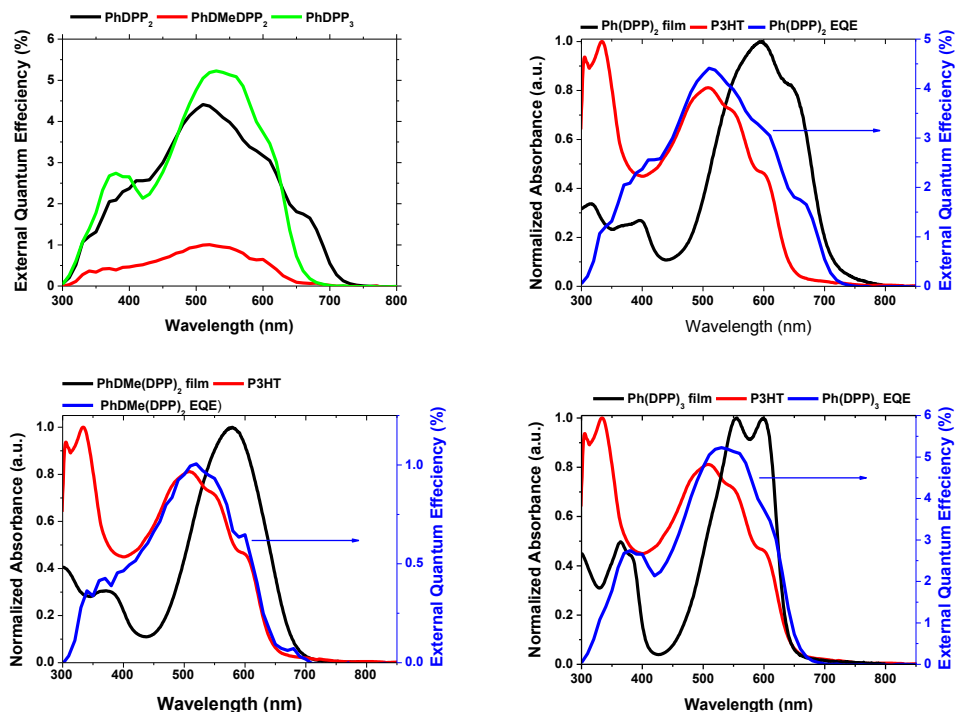 PhDPP2 PhDMeDPP2 PhDPP3
External Quantum Effeciency (%)
6
5
4
3
2
1
0
300 400 500 600 700 800
Wavelength (nm)
Ph(DPP)2 film P3HT Ph(DPP)2 EQE
Normalized Absorbance (a.u.)
1.0
0.8
0.6
0.4
0.2
0.0
300 400 500 600 700 800
Wavelength (nm)
5
4
3
2
1
0
External Quantum Effeciency (%)
PhDMe(DPP)2 film P3HT
PhDMe(DPP)2 EQE)
Normalized Absorbance (a.u.)
1.0
0.8
0.6
0.4
0.2
0.0
300 400 500 600 700 800
Wavelength (nm)
1.0
0.5
0.0
External Quantum Effeciency (%)
Ph(DPP)3 film P3HT Ph(DPP)3 EQE
Normalized Absorbance (a.u.)
1.0
0.8
0.6
0.4
0.2
0.0
300 400 500 600 700 800
Wavelength (nm)
6
5
4
3
2
1
0
External Quantum Effeciency (%)